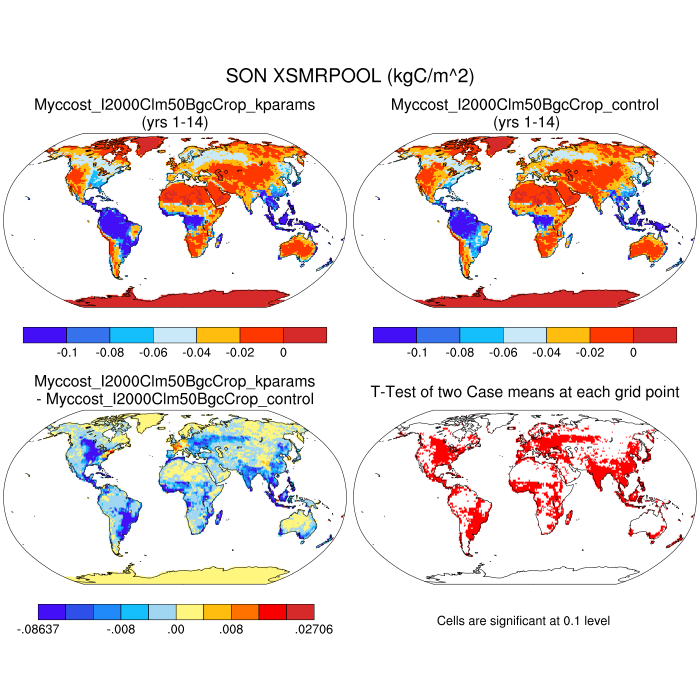 SON XSMRPOOL (kgC/m^2)
Myccost_I2000Clm50BgcCrop_kparams
(yrs 1-14)
Myccost_I2000Clm50BgcCrop_control
(yrs 1-14)
-0.1 -0.08 -0.06 -0.04 -0.02 0
-0.1 -0.08 -0.06 -0.04 -0.02 0
Myccost_I2000Clm50BgcCrop_kparams
- Myccost_I2000Clm50BgcCrop_control
T-Test of two Case means at each grid point
-.08637 -.008 .00 .008 .02706
Cells are significant at 0.1 level